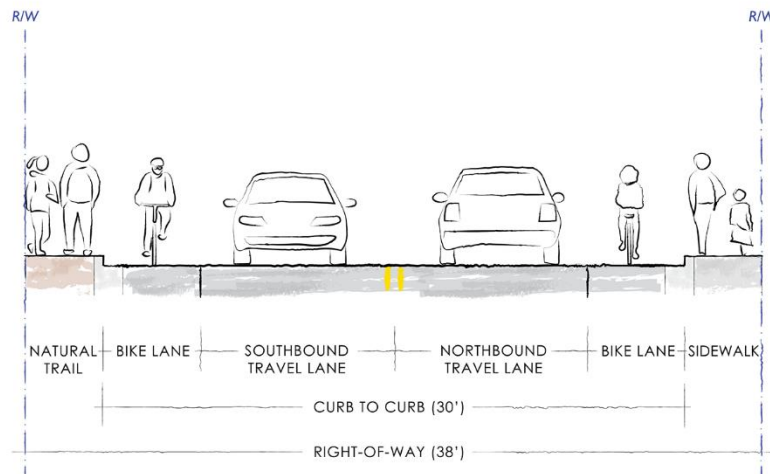 R/W
R/W
NATURAL TRAIL
BIKE LANE
SOUTHBOUND TRAVEL LANE
NORTHBOUND TRAVEL LANE
BIKE LANE
SIDEWALK
CURB TO CURB (30')
RIGHT-OF-WAY (38')